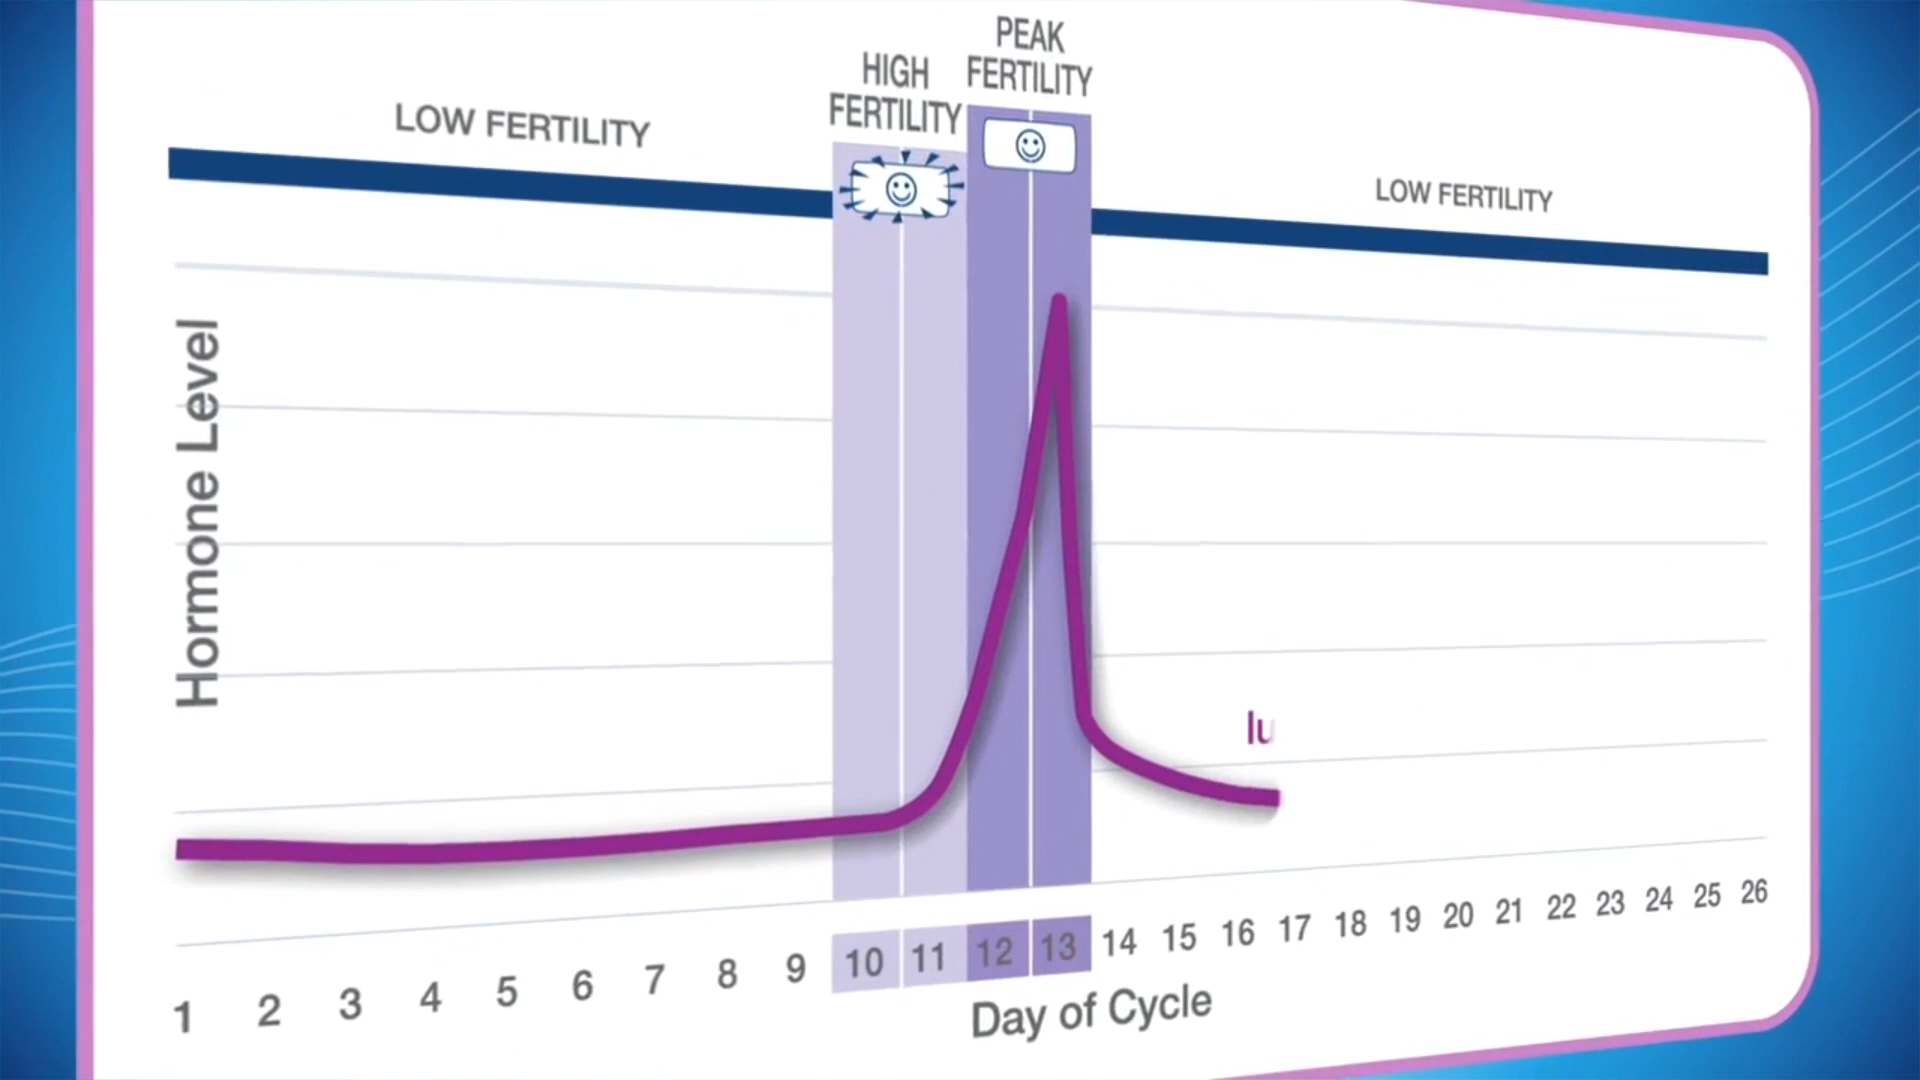 PEAK
FERTILITY
HIGH
FERTILITY
LOW FERTILITY
LOW FERTILITY
Hormone Level
lu
1 2 3 4 5 6 7 8 9 10 11 12 13 14 15 16 17 18 19 20 21 22 23 24 25 26
Day of Cycle